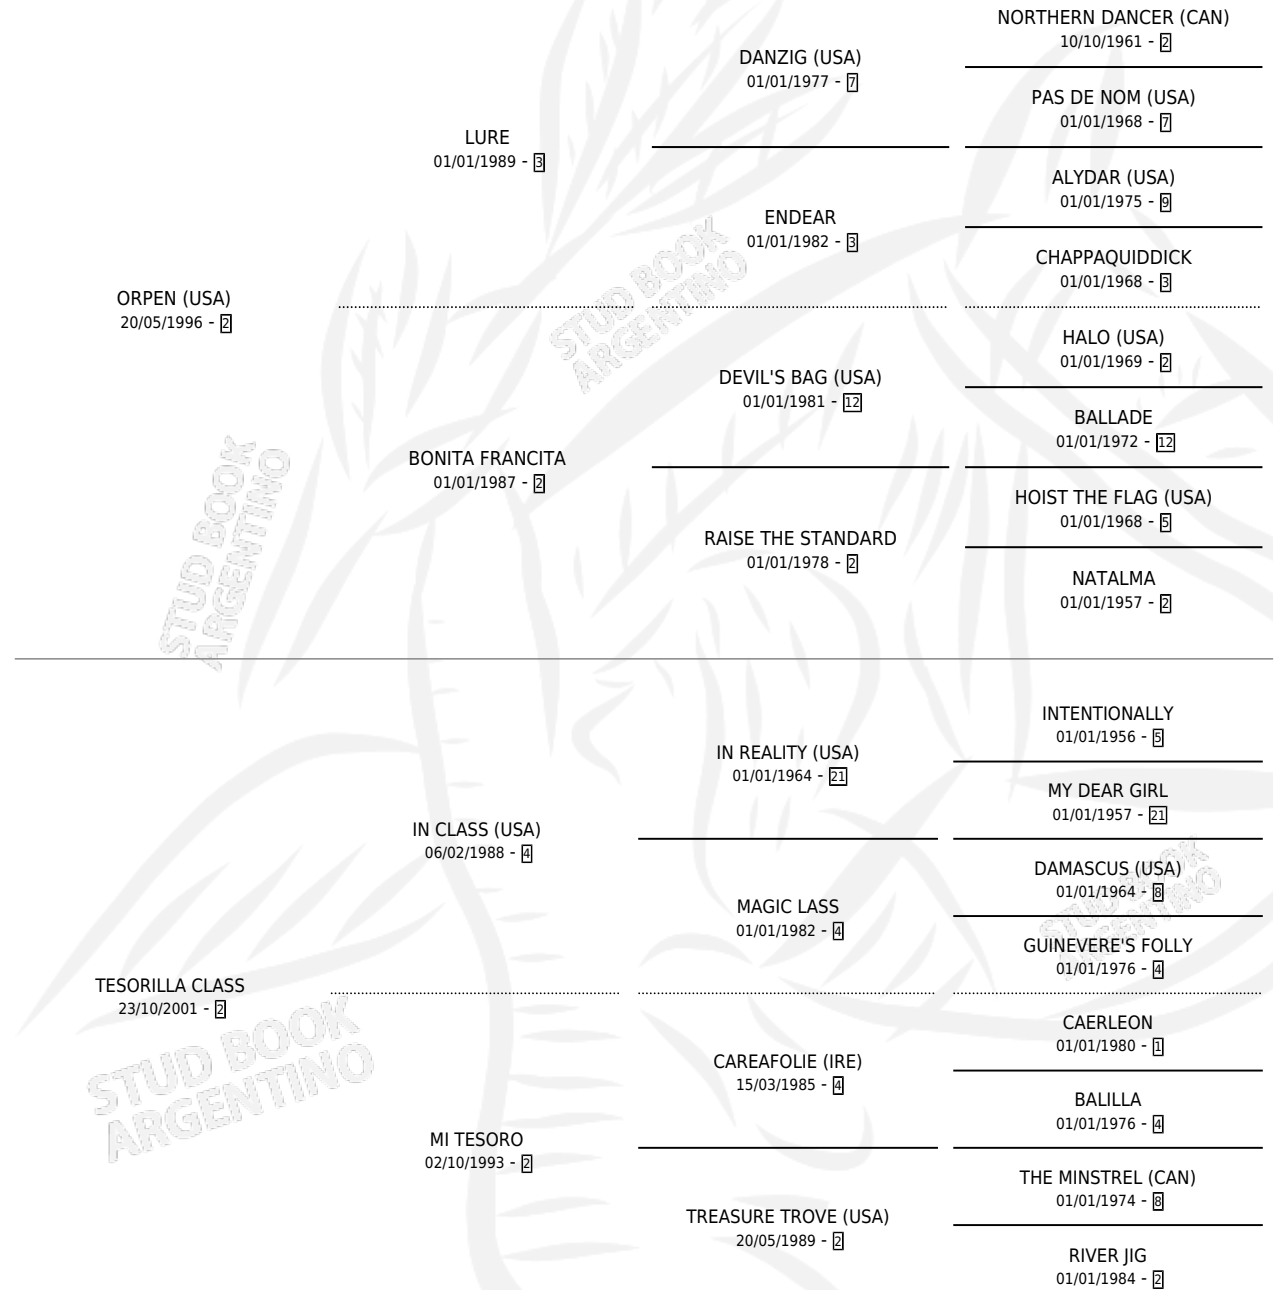 NORTHERN DANCER (CAN)
10/10/1961 - 2
DANZIG (USA)
01/01/1977 - 7
PAS DE NOM (USA)
01/01/1968 - 7
LURE
01/01/1989 - 3
ALYDAR (USA)
01/01/1975 - 9
ENDEAR
01/01/1982 - 3
CHAPPAQUIDDICK
01/01/1968 - 3
ORPEN (USA)
20/05/1996 - 2
HALO (USA)
01/01/1969 - 2
DEVIL'S BAG (USA)
01/01/1981 - 12
BALLADE
01/01/1972 - 12
BONITA FRANCITA
01/01/1987 - 2
HOIST THE FLAG (USA)
01/01/1968 - 5
RAISE THE STANDARD
01/01/1978 - 2
NATALMA
01/01/1957 - 2
INTENTIONALLY
01/01/1956 - 5
IN REALITY (USA)
01/01/1964 - 21
MY DEAR GIRL
01/01/1957 - 21
IN CLASS (USA)
06/02/1988 - 4
DAMASCUS (USA)
01/01/1964 - 8
MAGIC LASS
01/01/1982 - 4
GUINEVERE'S FOLLY
01/01/1976 - 4
TESORILLA CLASS
23/10/2001 - 2
CAERLEON
01/01/1980 - 1
CAREAFOLIE (IRE)
15/03/1985 - 4
BALILLA
01/01/1976 - 4
MI TESORO
02/10/1993 - 2
THE MINSTREL (CAN)
01/01/1974 - 8
TREASURE TROVE (USA)
20/05/1989 - 2
RIVER JIG
01/01/1984 - 2
STUD BOOK
ARGENTINO
STUD BOOK
ARGENTINO
STUD BOOK
ARGENTINO
STUD BOOK
ARGENTINO